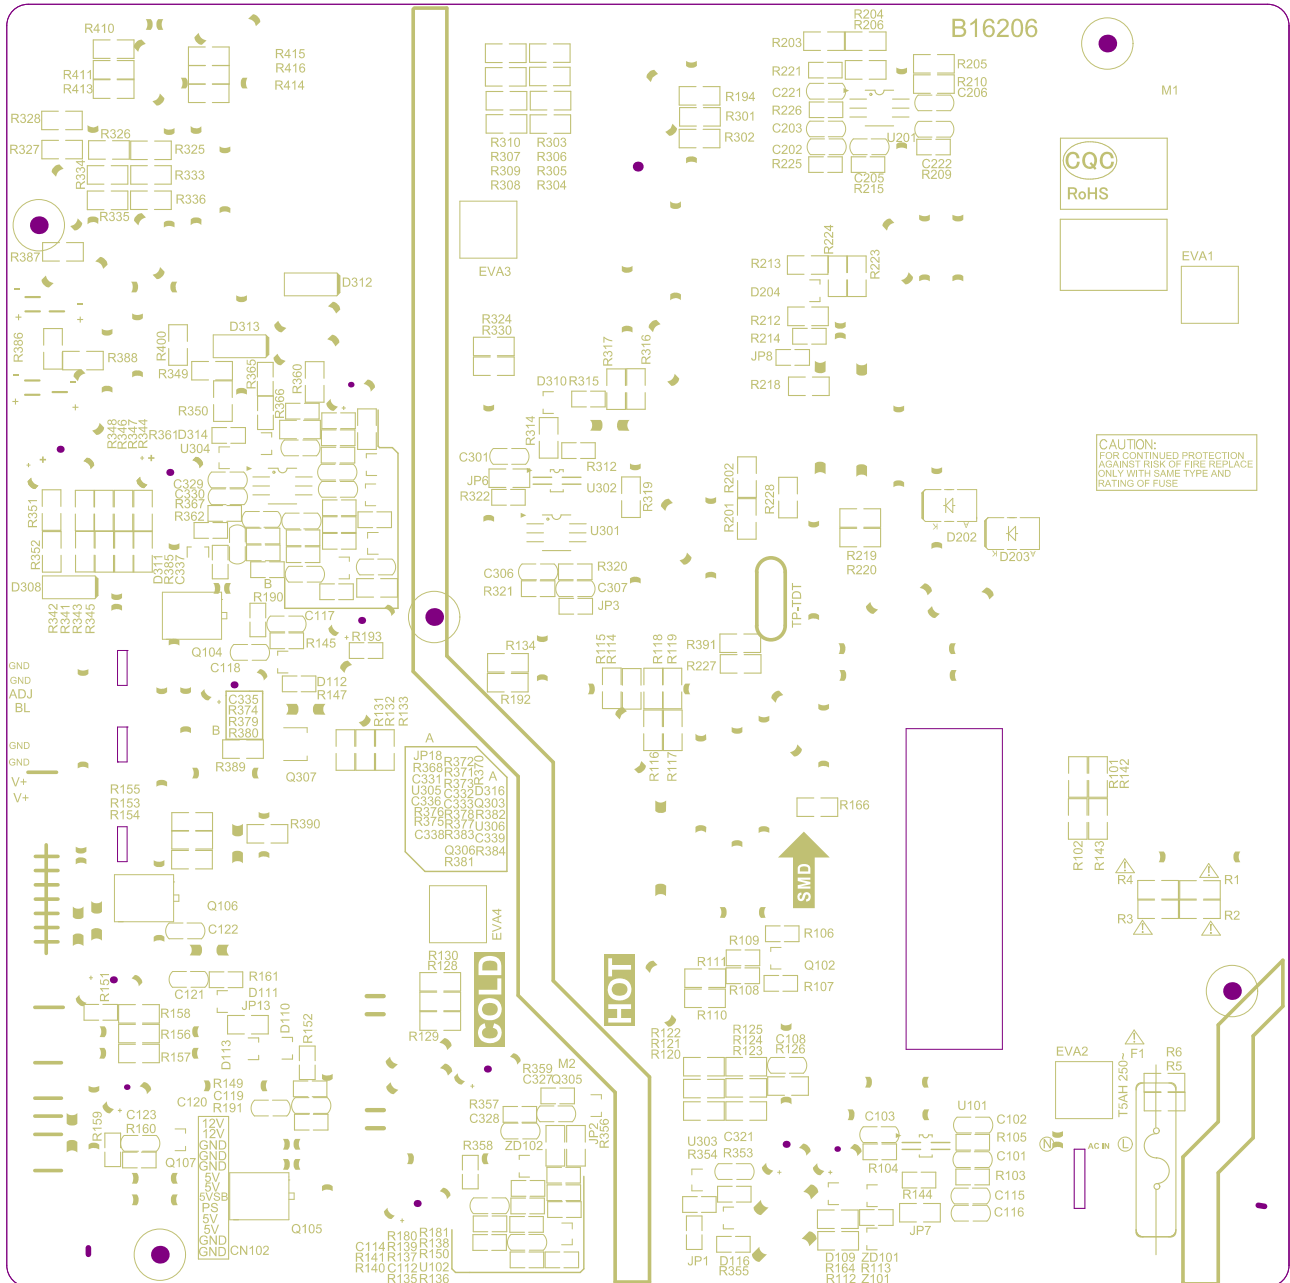 R410
R415
R416
R414
R411
R413
R328
R327
R326
R325
R334
R333
R335
R336
R387
R310
R307
R309
R308
R303
R306
R305
R304
R194
R301
R302
R204
R206
R203
R221
C221
R226
C203
C202
R225
U201
C205
R215
R205
R210
C206
C222
R209
B16206
M1
CQC
RoHS
EVA1
EVA3
D312
D313
R386
R388
R400
R349
R365
R360
R350
R366
R348
R346
R347
R344
R361
D314
U304
C329
C330
R367
R362
R351
R352
D308
D311
R385
C337
R342
R341
R343
R345
B
R190
C117
R145
R193
Q104
C118
D112
R147
R324
R330
R317
R316
D310
R315
R314
C301
JP6
R322
R312
U302
R319
U301
C306
R321
R320
C307
JP3
R134
R192
R213
D204
R212
R214
JP8
R218
R224
R223
R202
R201
R228
R219
R220
D202
D203
CAUTION:
FOR CONTINUED PROTECTION
AGAINST RISK OF FIRE REPLACE
ONLY WITH SAME TYPE AND
RATING OF FUSE
TP-TDT
R391
R227
R115
R114
R118
R119
R116
R117
GND
GND
ADJ
BL
GND
GND
V+
V+
C335
R374
R379
R380
B
R389
Q307
R131
R132
R133
A
JP18
R368
C331
U305
C336
R376
R375
C338
R372
R371
R373
C332
C333
R378
R377
R383
Q306
R381
R370
A
D316
Q303
R382
U306
C339
R384
R155
R153
R154
R390
Q106
C122
EVA4
R166
SMD
R101
R142
R102
R143
R4
R1
R3
R2
R130
R128
R129
COLD
HOT
R109
R111
R108
R110
R106
Q102
R107
R151
R161
C121
D111
JP13
D110
R152
R158
R156
R157
D113
R149
C119
R191
C120
R159
C123
R160
Q107
12V
12V
GND
GND
GND
5V
5V
5VSB
PS
5V
5V
GND
GND
CN102
Q105
R122
R121
R120
R125
R124
R123
C108
R126
M2
R359
C327
Q305
R357
C328
R358
ZD102
JP2
R356
R180
R181
C114
R139
R138
R141
R137
R150
R140
C112
U102
R135
R136
U303
R354
C321
R353
JP1
D116
R355
C103
R104
U101
C102
R105
C101
R103
C115
C116
R144
JP7
D109
R164
R112
ZD101
R113
Z101
EVA2
T5AH 250~
F1
R6
R5
N
AC IN
L